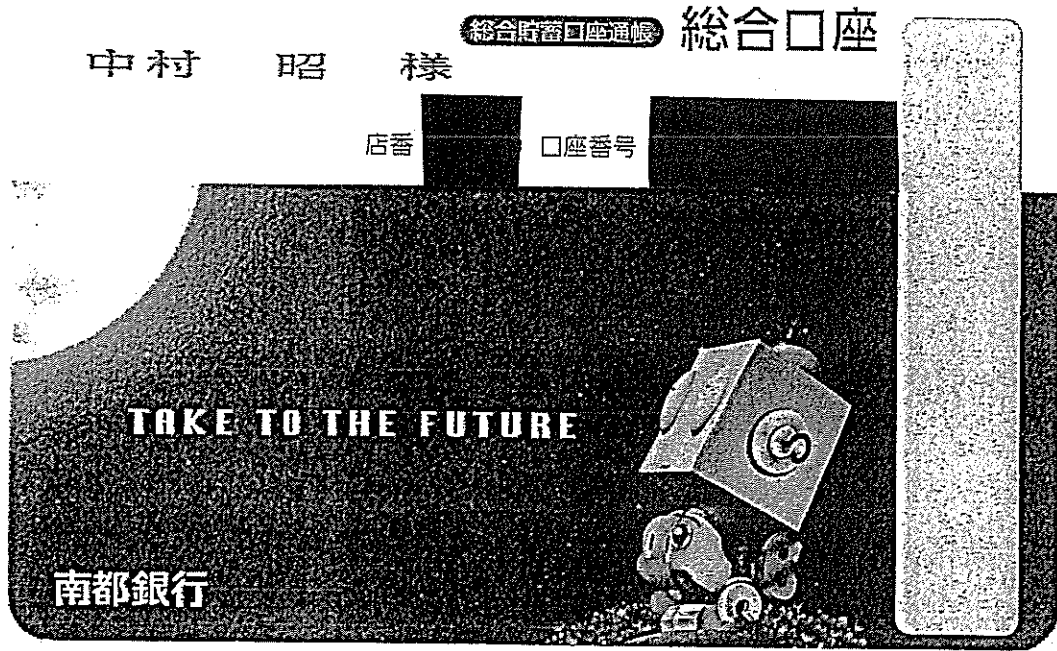 総合貯蓄口座通帳 総合口座
中村 昭 様
店番 口座番号
TAKE TO THE FUTURE
南都銀行